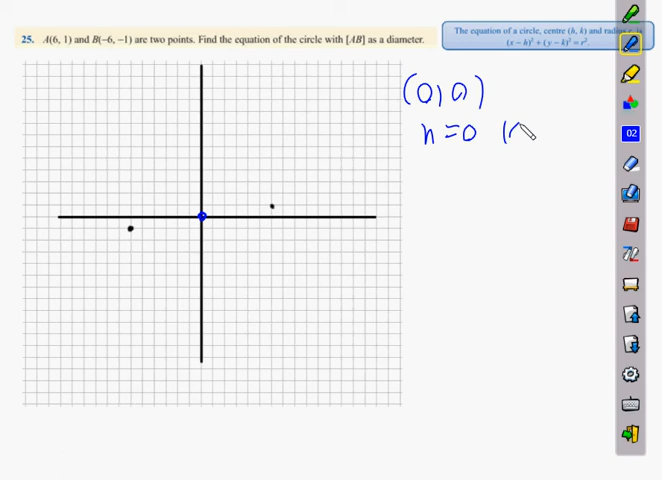 25. A(6, 1) and B(−6, −1) are two points. Find the equation of the circle with [AB] as a diameter.
The equation of a circle, centre (h, k) and radius is
(x − h)² + (y − k)² = r².
(0, 0)
h = 0
02